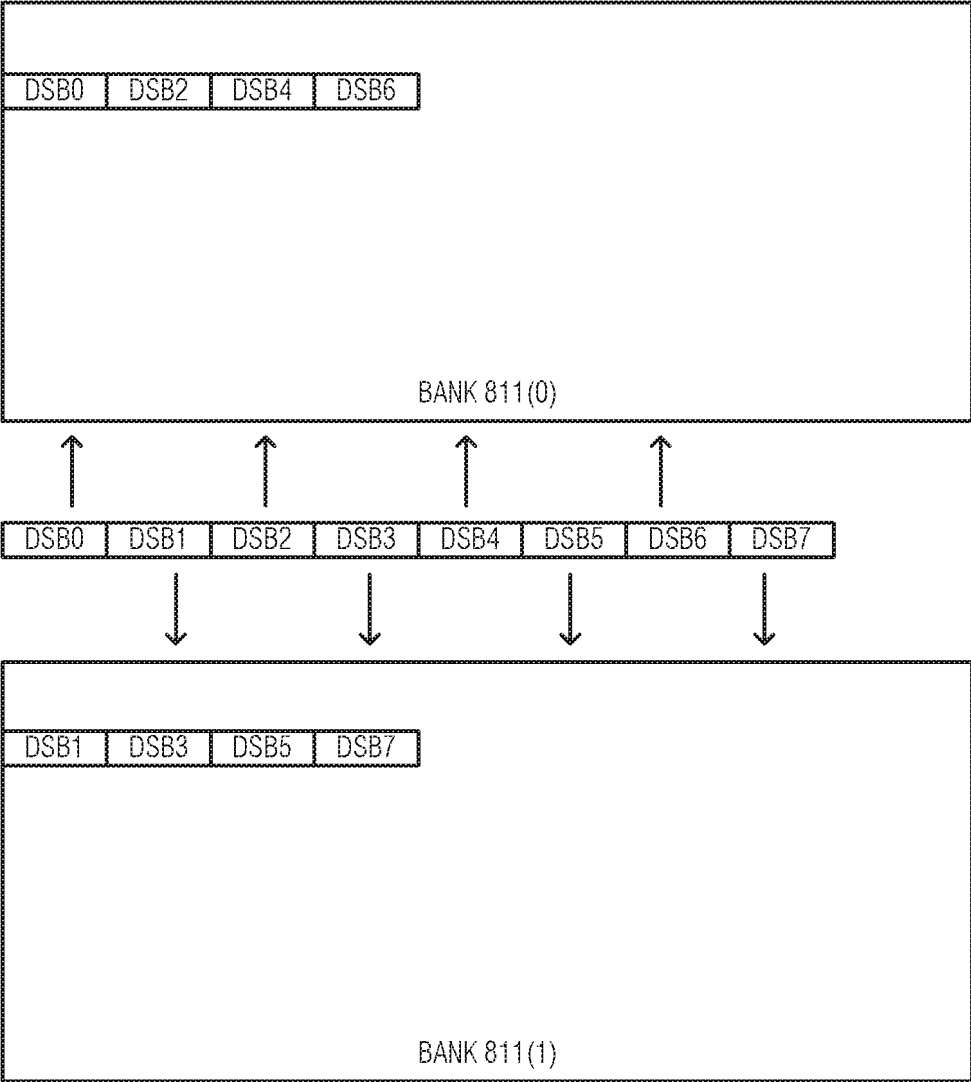 DSB0 DSB2 DSB4 DSB6
BANK 811(0)
DSB0 DSB1 DSB2 DSB3 DSB4 DSB5 DSB6 DSB7
DSB1 DSB3 DSB5 DSB7
BANK 811(1)